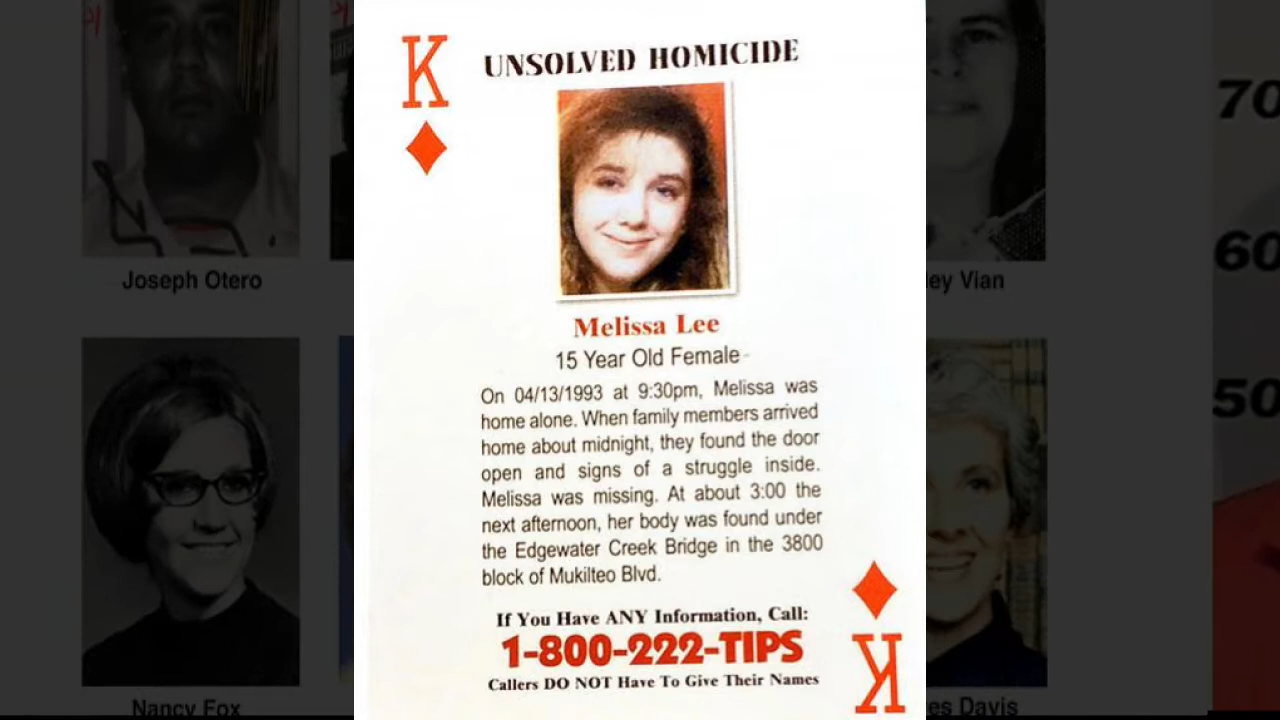 K
UNSOLVED HOMICIDE
Melissa Lee
15 Year Old Female
On 04/13/1993 at 9:30pm, Melissa was
home alone. When family members arrived
home about midnight, they found the door
open and signs of a struggle inside.
Melissa was missing. At about 3:00 the
next afternoon, her body was found under
the Edgewater Creek Bridge in the 3800
block of Mukilteo Blvd.
If You Have ANY Information, Call:
1-800-222-TIPS
Callers DO NOT Have To Give Their Names
K
Joseph Otero
Nancy Fox
ley Vian
es Davis
70
60
50